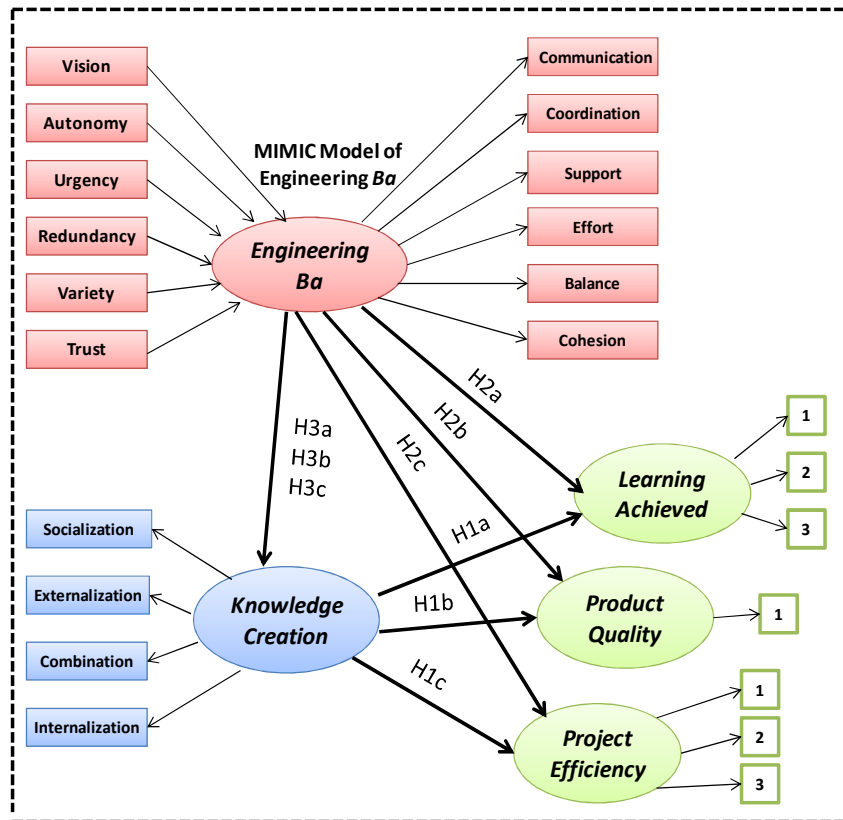 Vision
Autonomy
Urgency
Redundancy
Variety
Trust
MIMIC Model of
Engineering Ba
Engineering
Ba
Communication
Coordination
Support
Effort
Balance
Cohesion
H3a
H3b
H3c
H2a
H2b
H2c
H1a
H1b
H1c
Socialization
Externalization
Combination
Internalization
Knowledge
Creation
Learning
Achieved
1
2
3
Product
Quality
1
Project
Efficiency
1
2
3